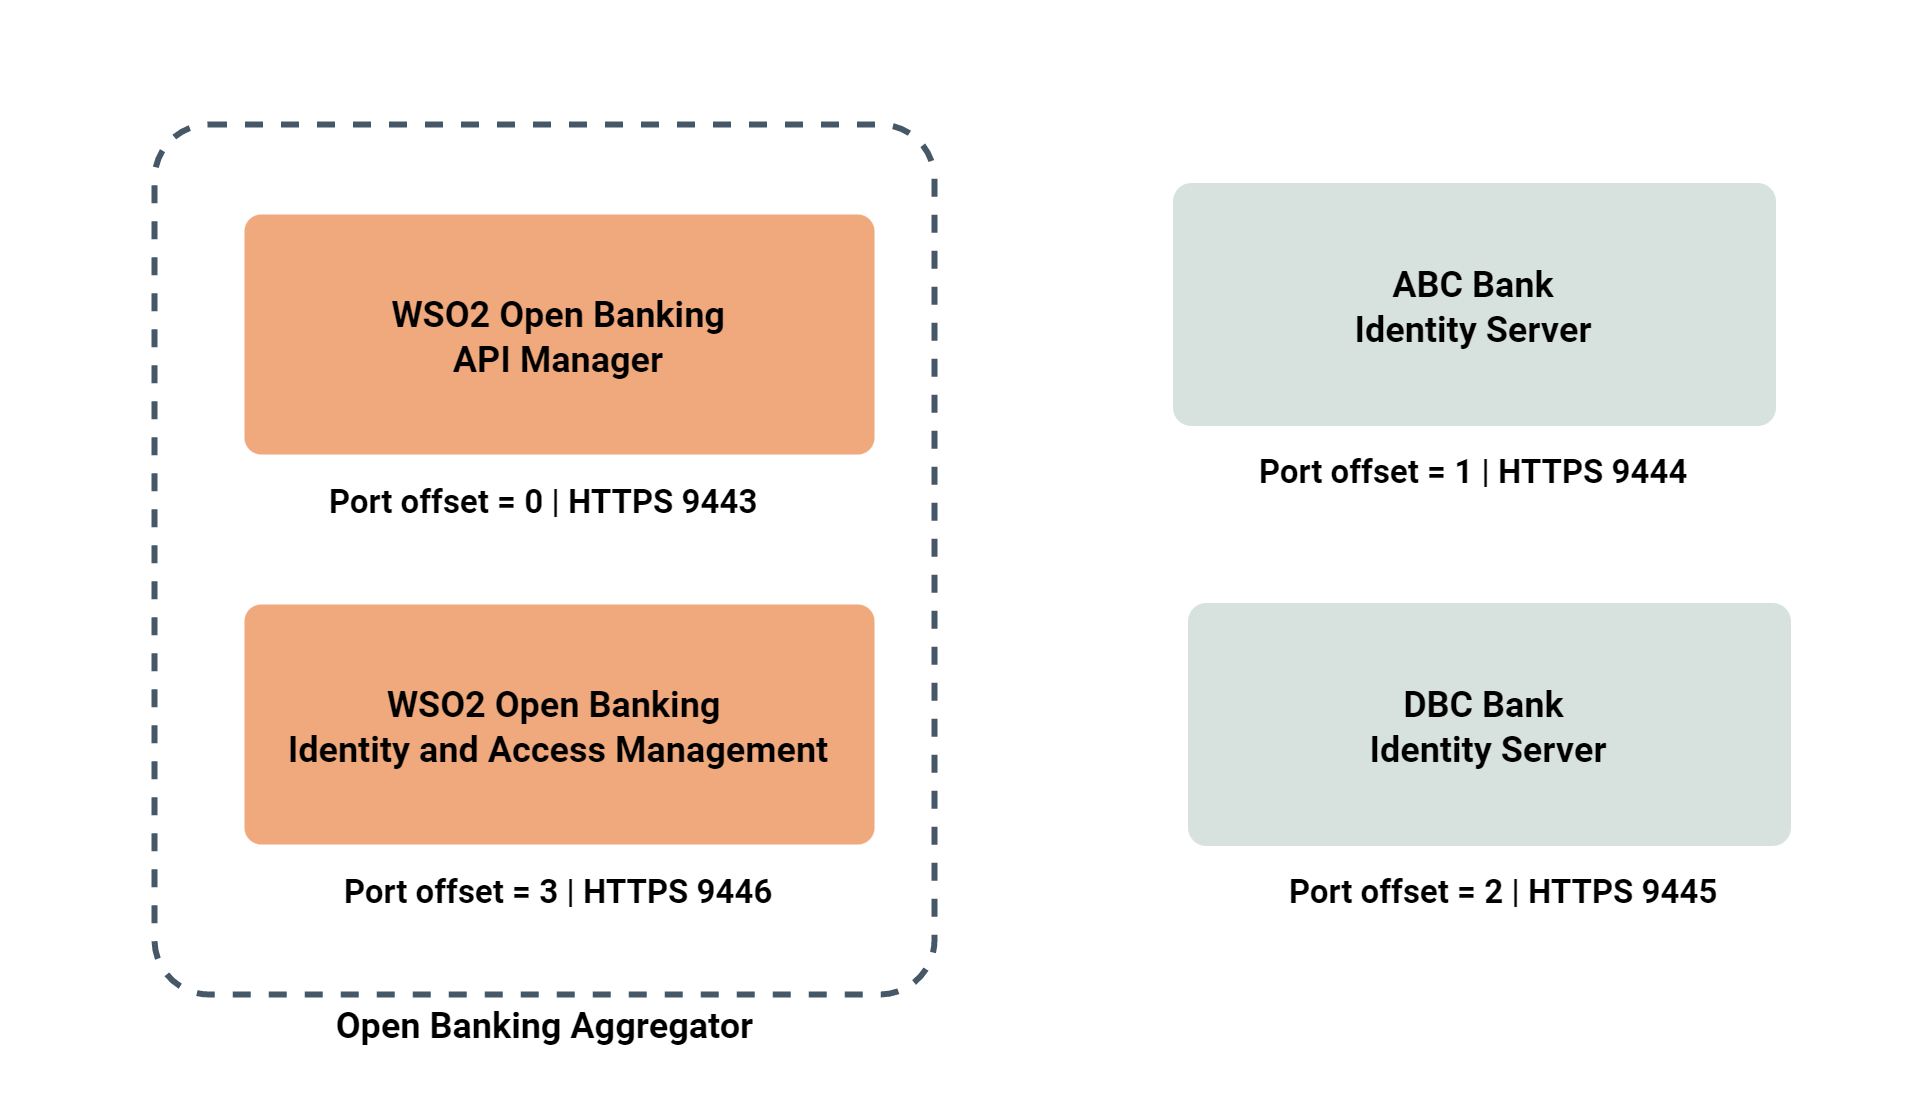 WSO2 Open Banking
API Manager
Port offset = 0 | HTTPS 9443
WSO2 Open Banking
Identity and Access Management
Port offset = 3 | HTTPS 9446
Open Banking Aggregator
ABC Bank
Identity Server
Port offset = 1 | HTTPS 9444
DBC Bank
Identity Server
Port offset = 2 | HTTPS 9445